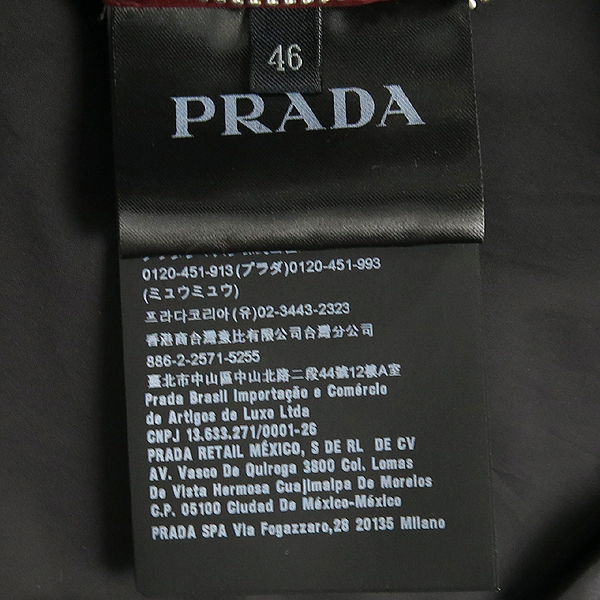 46
PRADA
0120-451-913(プラダ)0120-451-993
(ミュウミュウ)
프라다코리아(유)02-3443-2323
香港商台灣薏比有限公司台灣分公司
886-2-2571-5255
臺北市中山區中山北路二段44號12樓A室
Prada Brasil Importação e Comércio
de Artigos de Luxo Ltda
CNPJ 13.633.271/0001-26
PRADA RETAIL MÉXICO, S DE RL DE CV
AV. Vasco De Quiroga 3800 Col. Lomas
De Vista Hermosa Cuajimalpa De Morelos
C.P. 05100 Ciudad De México-México
PRADA SPA Via Fogazzaro,28 20135 Milano